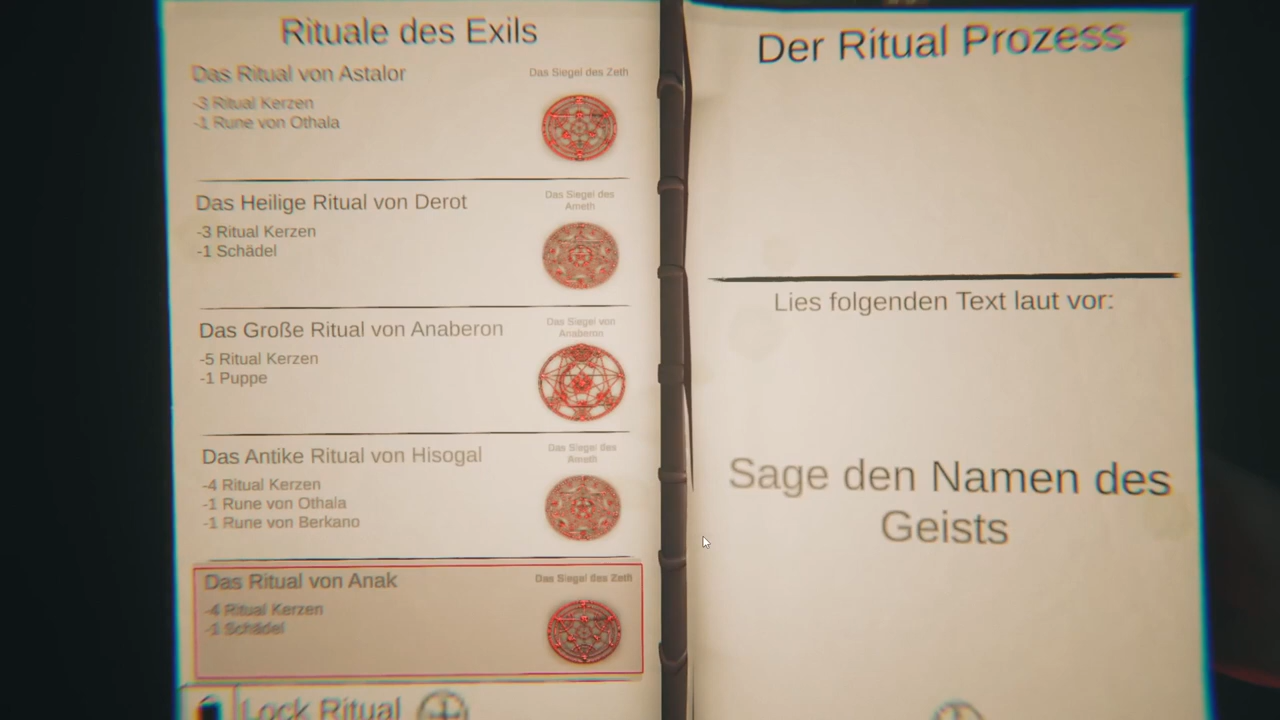 Rituale des Exils
Das Ritual von Astalor
Das Siegel des Zeth
-3 Ritual Kerzen
-1 Rune von Othala
Das Heilige Ritual von Derot
Das Siegel des
Ameth
-3 Ritual Kerzen
-1 Schädel
Das Große Ritual von Anaberon
Das Siegel von
Anaberon
-5 Ritual Kerzen
-1 Puppe
Das Antike Ritual von Hisogal
Das Siegel des
Ameth
-4 Ritual Kerzen
-1 Rune von Othala
-1 Rune von Berkano
Das Ritual von Anak
Das Siegel des Zeth
-4 Ritual Kerzen
-1 Schädel
Lock Ritual
Der Ritual Prozess
Lies folgenden Text laut vor:
Sage den Namen des
Geists